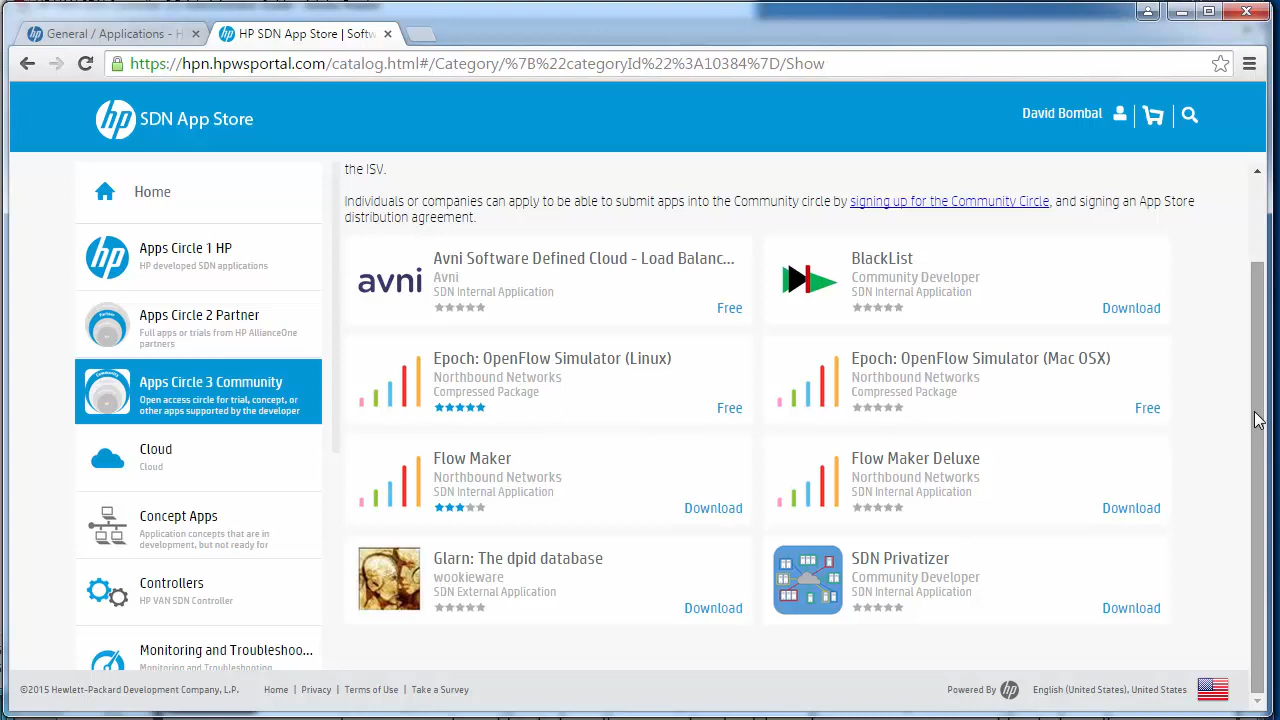 General / Applications - H
HP SDN App Store | Softw
https://hpn.hpwsportal.com/catalog.html#/Category/%7B%22categoryId%22%3A10384%7D/Show
hp SDN App Store
David Bombal
Home
Apps Circle 1 HP
HP developed SDN applications
Apps Circle 2 Partner
Full apps or trials from HP AllianceOne
partners
Apps Circle 3 Community
Open access circle for trial, concept, or
other apps supported by the developer
Cloud
Cloud
Concept Apps
Application concepts that are in
development, but not ready for
Controllers
HP VAN SDN Controller
Monitoring and Troubleshoo...
Monitoring and Troubleshooting
the ISV.
Individuals or companies can apply to be able to submit apps into the Community circle by signing up for the Community Circle, and signing an App Store
distribution agreement.
avni
Avni Software Defined Cloud - Load Balanc...
Avni
SDN Internal Application
Free
BlackList
Community Developer
SDN Internal Application
Download
Epoch: OpenFlow Simulator (Linux)
Northbound Networks
Compressed Package
Free
Epoch: OpenFlow Simulator (Mac OSX)
Northbound Networks
Compressed Package
Free
Flow Maker
Northbound Networks
SDN Internal Application
Download
Flow Maker Deluxe
Northbound Networks
SDN Internal Application
Download
Glarn: The dpid database
wookieware
SDN External Application
Download
SDN Privatizer
Community Developer
SDN Internal Application
Download
©2015 Hewlett-Packard Development Company, L.P.
Home | Privacy | Terms of Use | Take a Survey
Powered By hp
English (United States), United States